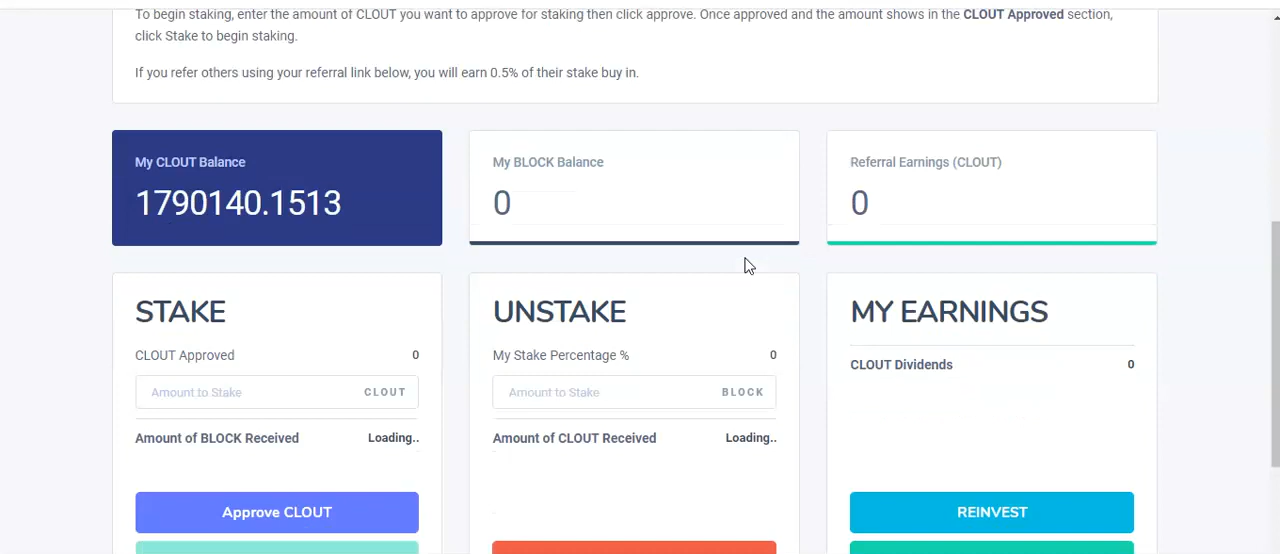 To begin staking, enter the amount of CLOUT you want to approve for staking then click approve. Once approved and the amount shows in the CLOUT Approved section,
click Stake to begin staking.
If you refer others using your referral link below, you will earn 0.5% of their stake buy in.
My CLOUT Balance
1790140.1513
My BLOCK Balance
0
Referral Earnings (CLOUT)
0
STAKE
CLOUT Approved 0
Amount to Stake CLOUT
Amount of BLOCK Received Loading..
Approve CLOUT
UNSTAKE
My Stake Percentage % 0
Amount to Stake BLOCK
Amount of CLOUT Received Loading..
MY EARNINGS
CLOUT Dividends 0
REINVEST